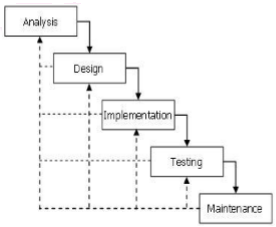 Analysis
Design
Implementation
Testing
Maintenance